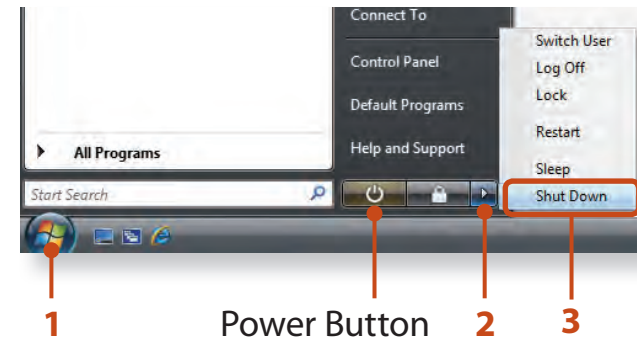 Connect To
Control Panel
Default Programs
Help and Support
All Programs
Start Search
Switch User
Log Off
Lock
Restart
Sleep
Shut Down
1
Power Button
2
3